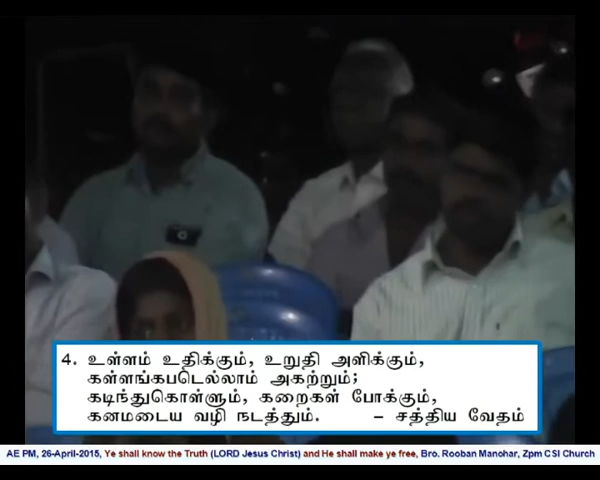 4. உள்ளம் உதிக்கும், உறுதி அளிக்கும்,
கள்ளங்கபடெல்லாம் அகற்றும்;
கடிந்துகொள்ளும், கறைகள் போக்கும்,
கனமடைய வழி நடத்தும். – சத்திய வேதம்
AE PM, 26-April-2015, Ye shall know the Truth (LORD Jesus Christ) and He shall make ye free, Bro. Rooban Manohar, Zpm CSI Church